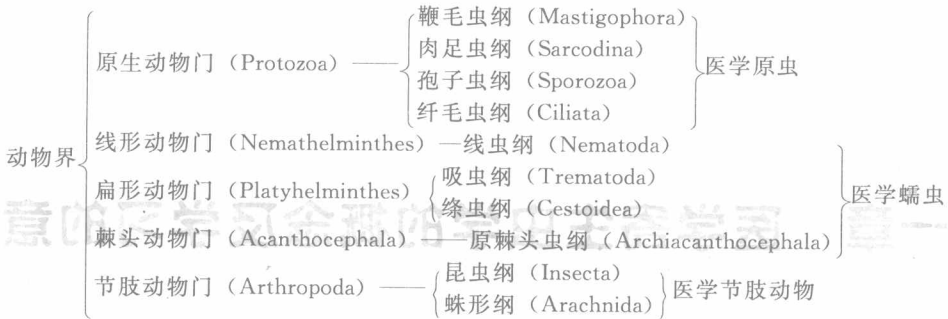 鞭毛虫纲（Mastigophora）
肉足虫纲（Sarcodina）
原生动物门（Protozoa）
医学原虫
孢子虫纲（Sporozoa）
纤毛虫纲（Ciliata）
线形动物门（Nemathelminthes）—线虫纲（Nematoda）
动物界
吸虫纲（Trematoda）
扁形动物门（Platyhelminthes）
医学蠕虫
绦虫纲（Cestoidea）
棘头动物门（Acanthocephala）——原棘头虫纲（Archiacanthocephala）
昆虫纲（Insecta）
节肢动物门（Arthropoda）
医学节肢动物
蛛形纲（Arachnida）